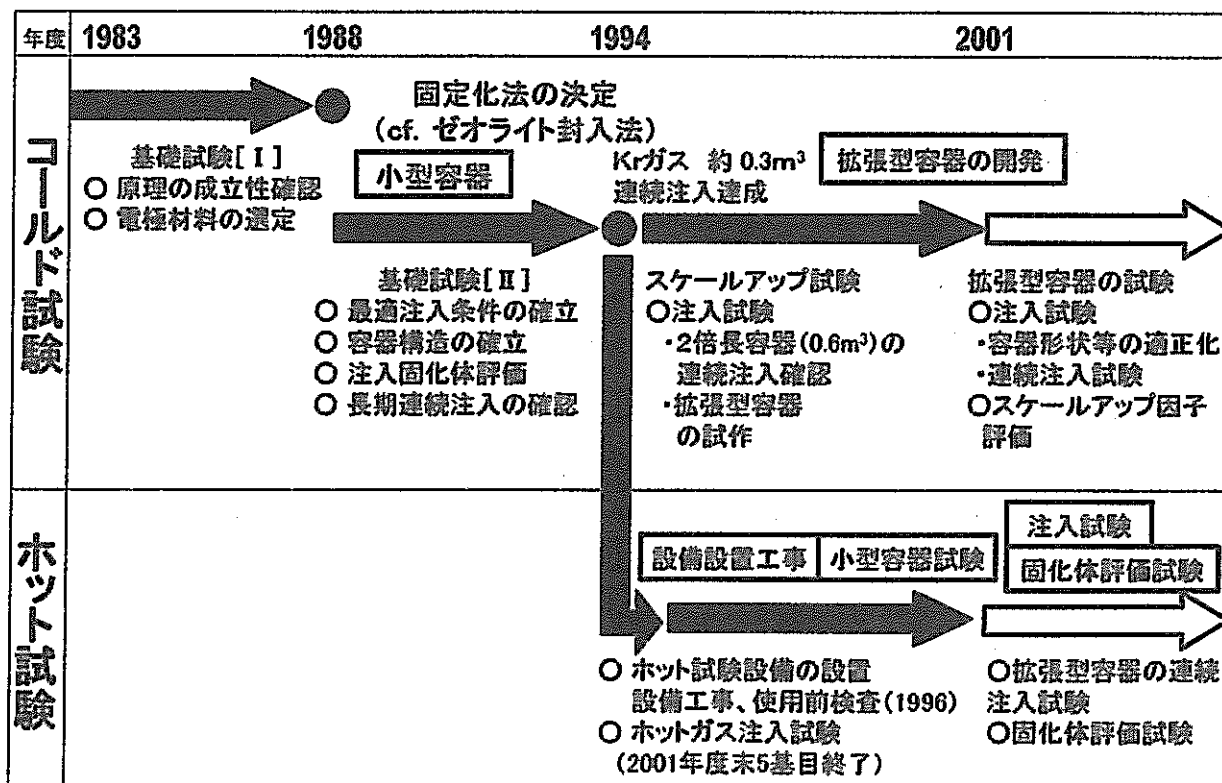 年度 1983 1988 1994 2001
コールド試験
固定化法の決定
(cf. ゼオライト封入法)
基礎試験[Ⅰ]
○ 原理の成立性確認
○ 電極材料の選定
小型容器
基礎試験[Ⅱ]
○ 最適注入条件の確立
○ 容器構造の確立
○ 注入固化体評価
○ 長期連続注入の確認
Krガス 約0.3m³
連続注入達成
拡張型容器の開発
スケールアップ試験
○注入試験
・2倍長容器(0.6m³)の
連続注入確認
・拡張型容器
の試作
拡張型容器の試験
○注入試験
・容器形状等の適正化
・連続注入試験
○スケールアップ因子
評価
ホット試験
設備設置工事 小型容器試験
注入試験
固化体評価試験
○ ホット試験設備の設置
設備工事、使用前検査(1996)
○ ホットガス注入試験
(2001年度末5基目終了)
○拡張型容器の連続
注入試験
○固化体評価試験